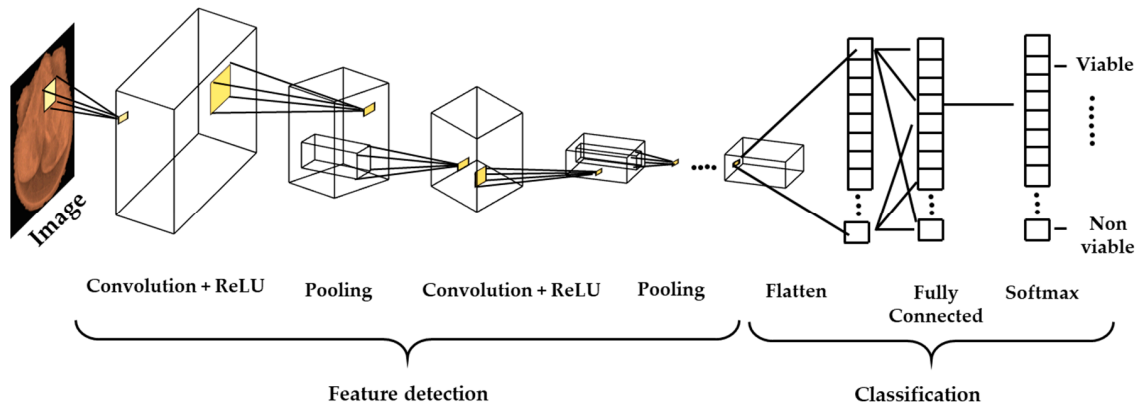 Image
Viable
Non
viable
Convolution + ReLU
Pooling
Convolution + ReLU
Pooling
Flatten
Fully
Connected
Softmax
Feature detection
Classification